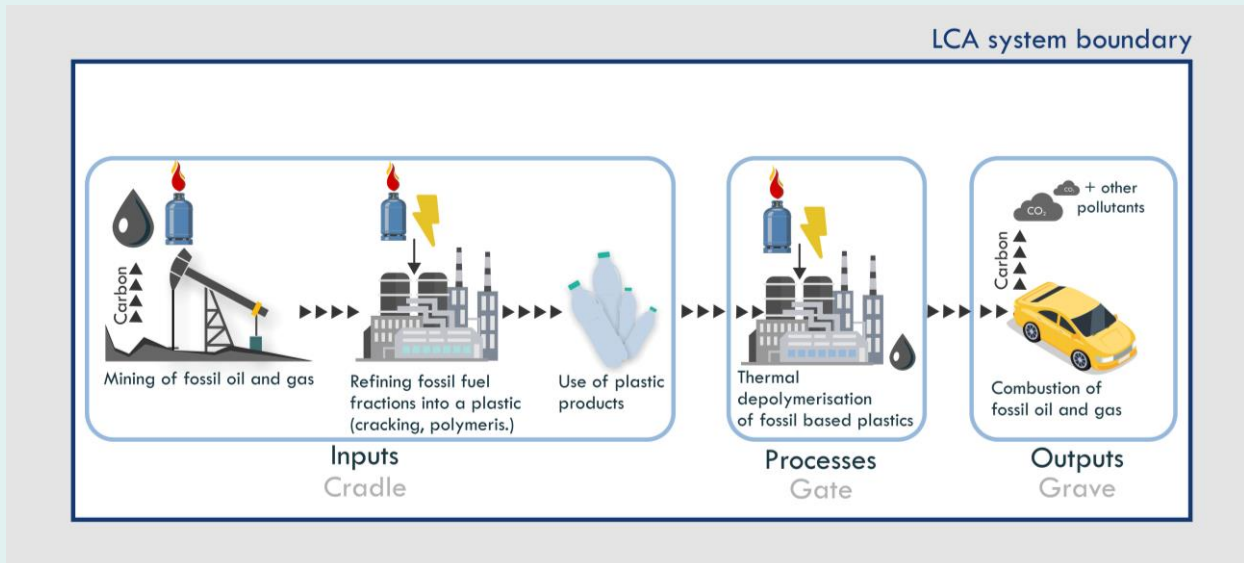 LCA system boundary
Carbon
Mining of fossil oil and gas
Refining fossil fuel
fractions into a plastic
(cracking, polymeris.)
Use of plastic
products
Inputs
Cradle
Thermal
depolymerisation
of fossil based plastics
Processes
Gate
CO₂
CO₂
+ other
pollutants
Carbon
Combustion of
fossil oil and gas
Outputs
Grave